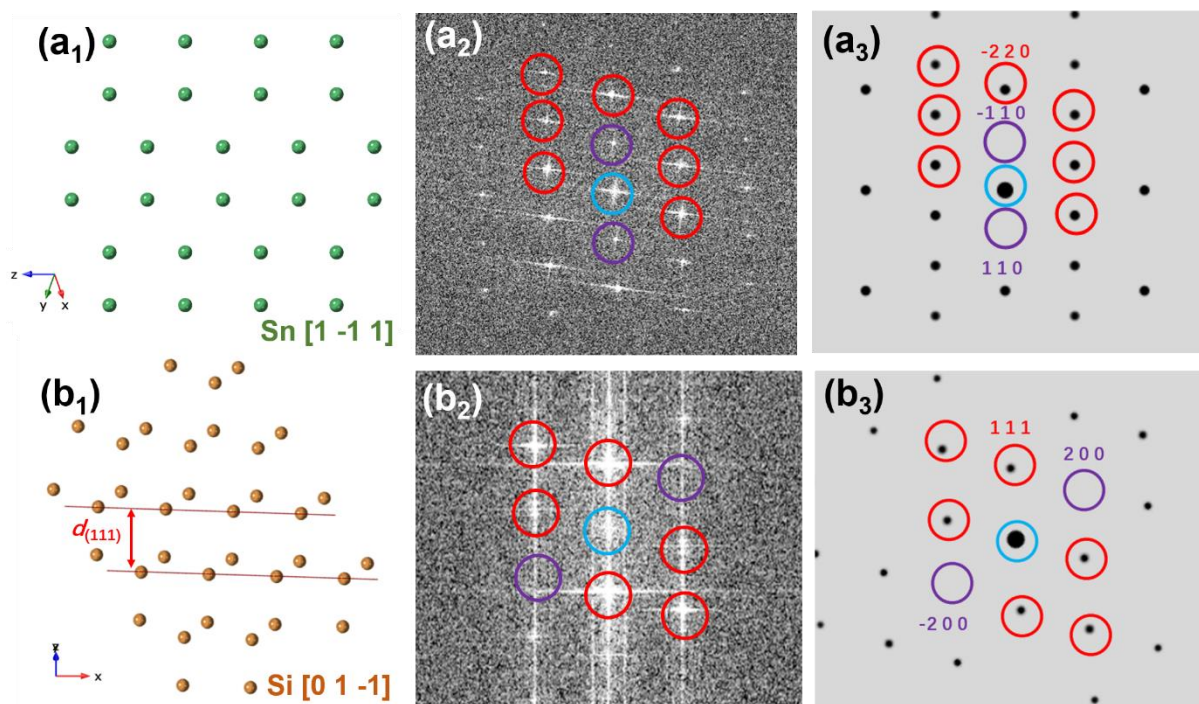 (a1)
z
y
x
Sn [1 -1 1]
(a2)
(a3)
-2 2 0
-1 1 0
1 1 0
(b1)
d(111)
x
Si [0 1 -1]
(b2)
(b3)
1 1 1
2 0 0
-2 0 0